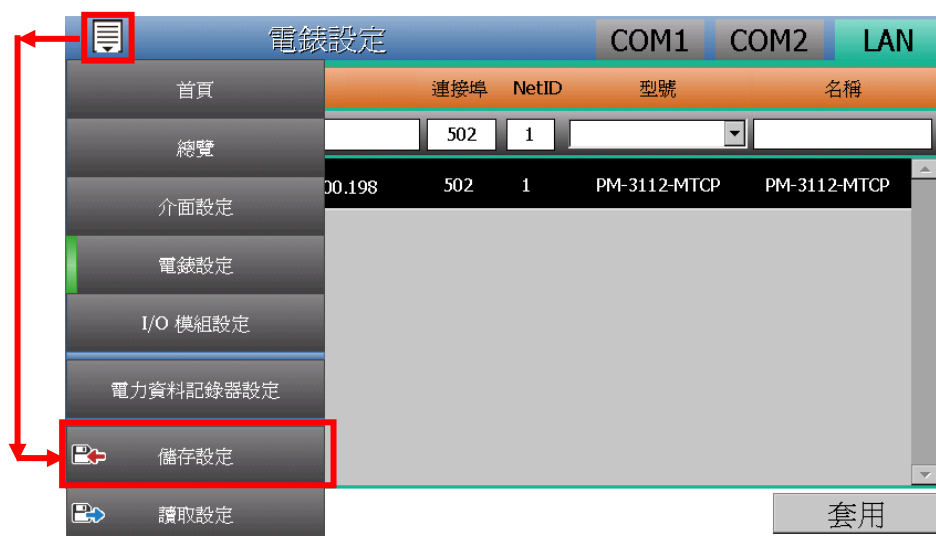 電錶設定 COM1 COM2 LAN
首頁
總覽
介面設定
電錶設定
I/O 模組設定
電力資料記錄器設定
儲存設定
讀取設定
連接埠 NetID 型號 名稱
502 1
00.198 502 1 PM-3112-MTCP PM-3112-MTCP
套用